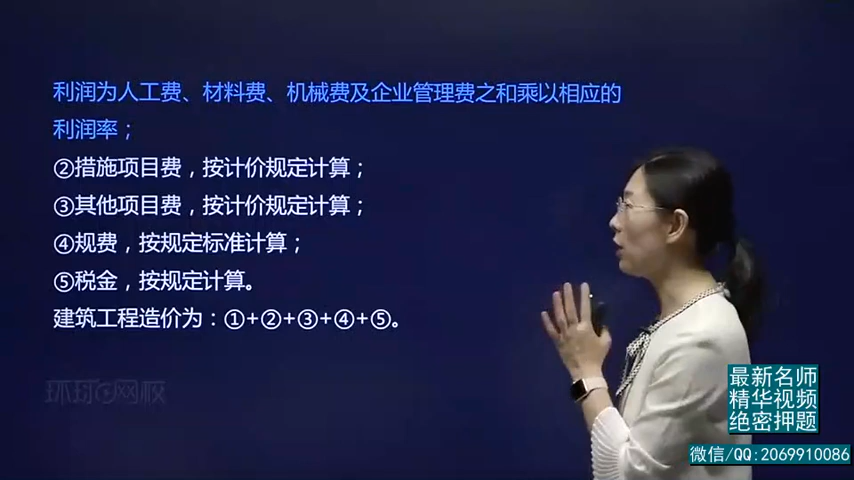 利润为人工费、材料费、机械费及企业管理费之和乘以相应的
利润率；
②措施项目费，按计价规定计算；
③其他项目费，按计价规定计算；
④规费，按规定标准计算；
⑤税金，按规定计算。
建筑工程造价为：①+②+③+④+⑤。
环球网校
最新名师
精华视频
绝密押题
微信/QQ:2069910086